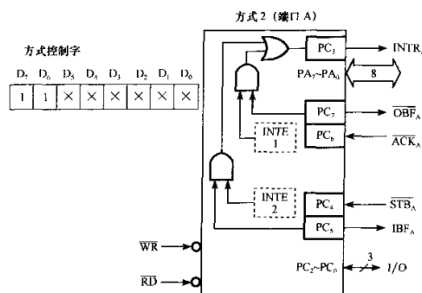 方式 2 (端口 A)
方式控制字
D₇ D₆ D₅ D₄ D₃ D₂ D₁ D₀
1 1 × × × × × ×
PC₃
INTRₐ
PA₇~PA₀
8
PC₇
OBFₐ
PC₆
ACKₐ
INTE
1
INTE
2
PC₄
STBₐ
PC₅
IBFₐ
WR
RD
PC₂~PC₀
3
I/O